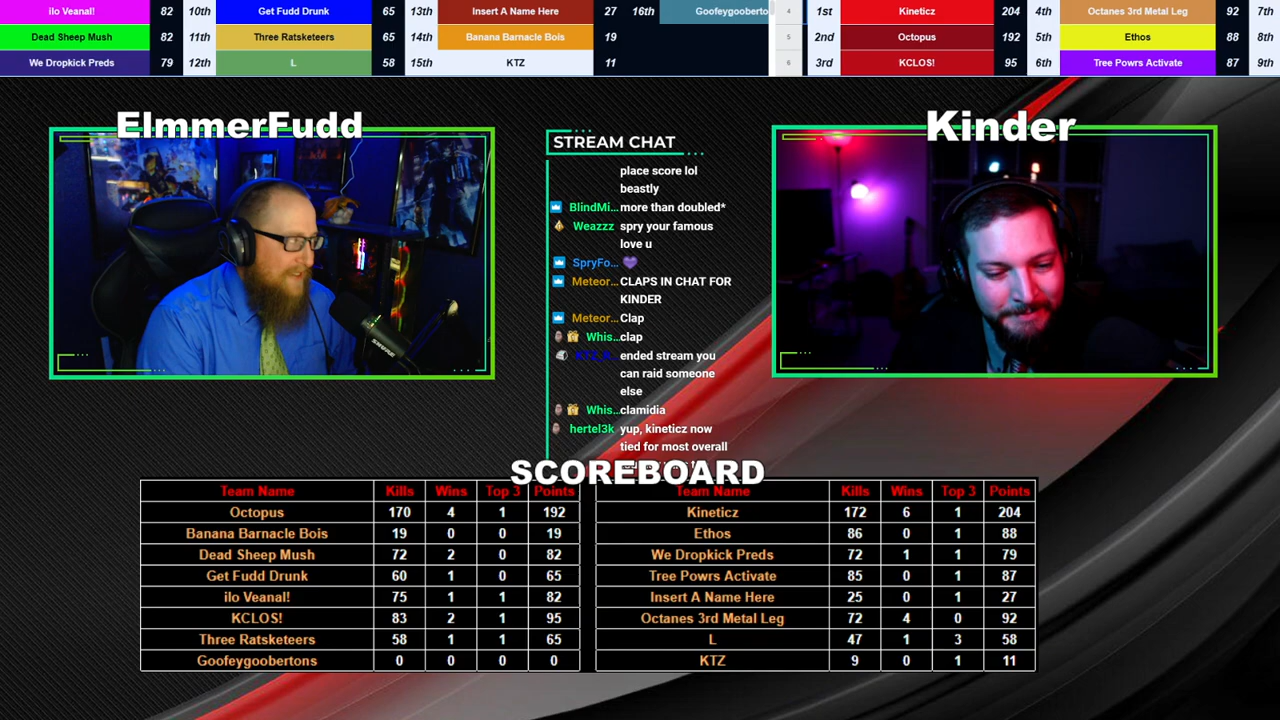 ilo Veanal! 82 10th Get Fudd Drunk 65 13th Insert A Name Here 27 16th Goofeygooberto 4 1st Kineticz 204 4th Octanes 3rd Metal Leg 92 7th
Dead Sheep Mush 82 11th Three Ratsketeers 65 14th Banana Barnacle Bois 19 5 2nd Octopus 192 5th Ethos 88 8th
We Dropkick Preds 79 12th L 58 15th KTZ 11 6 3rd KCLOS! 95 6th Tree Powrs Activate 87 9th
ElmmerFudd
Kinder
STREAM CHAT
place score lol
beastly
BlindMi... more than doubled*
Weazzz spry your famous
love u
SpryFo...
Meteor... CLAPS IN CHAT FOR
KINDER
Meteor... Clap
Whis... clap
ended stream you
can raid someone
else
Whis... clamidia
hertel3k yup, kineticz now
tied for most overall
SHURE
SCOREBOARD
Team Name Kills Wins Top 3 Points
Octopus 170 4 1 192
Banana Barnacle Bois 19 0 0 19
Dead Sheep Mush 72 2 0 82
Get Fudd Drunk 60 1 0 65
ilo Veanal! 75 1 1 82
KCLOS! 83 2 1 95
Three Ratsketeers 58 1 1 65
Goofeygoobertons 0 0 0 0
Team Name Kills Wins Top 3 Points
Kineticz 172 6 1 204
Ethos 86 0 1 88
We Dropkick Preds 72 1 1 79
Tree Powrs Activate 85 0 1 87
Insert A Name Here 25 0 1 27
Octanes 3rd Metal Leg 72 4 0 92
L 47 1 3 58
KTZ 9 0 1 11